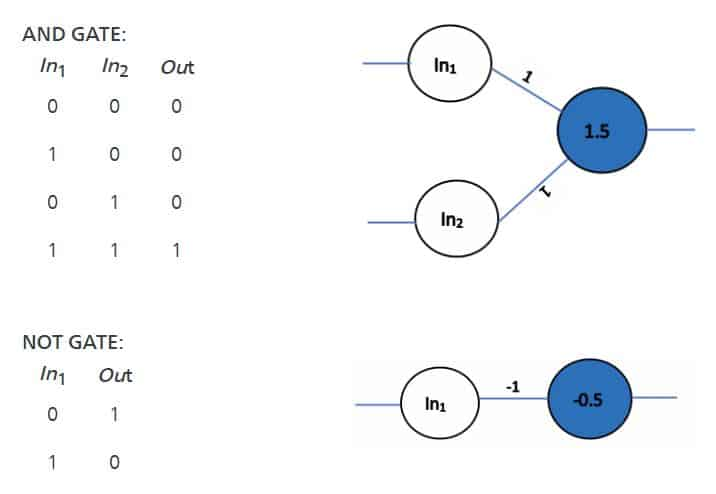 AND GATE:
In₁ In₂ Out
0 0 0
1 0 0
0 1 0
1 1 1
In₁
1
1.5
1
In₂
NOT GATE:
In₁ Out
0 1
1 0
In₁
-1
-0.5